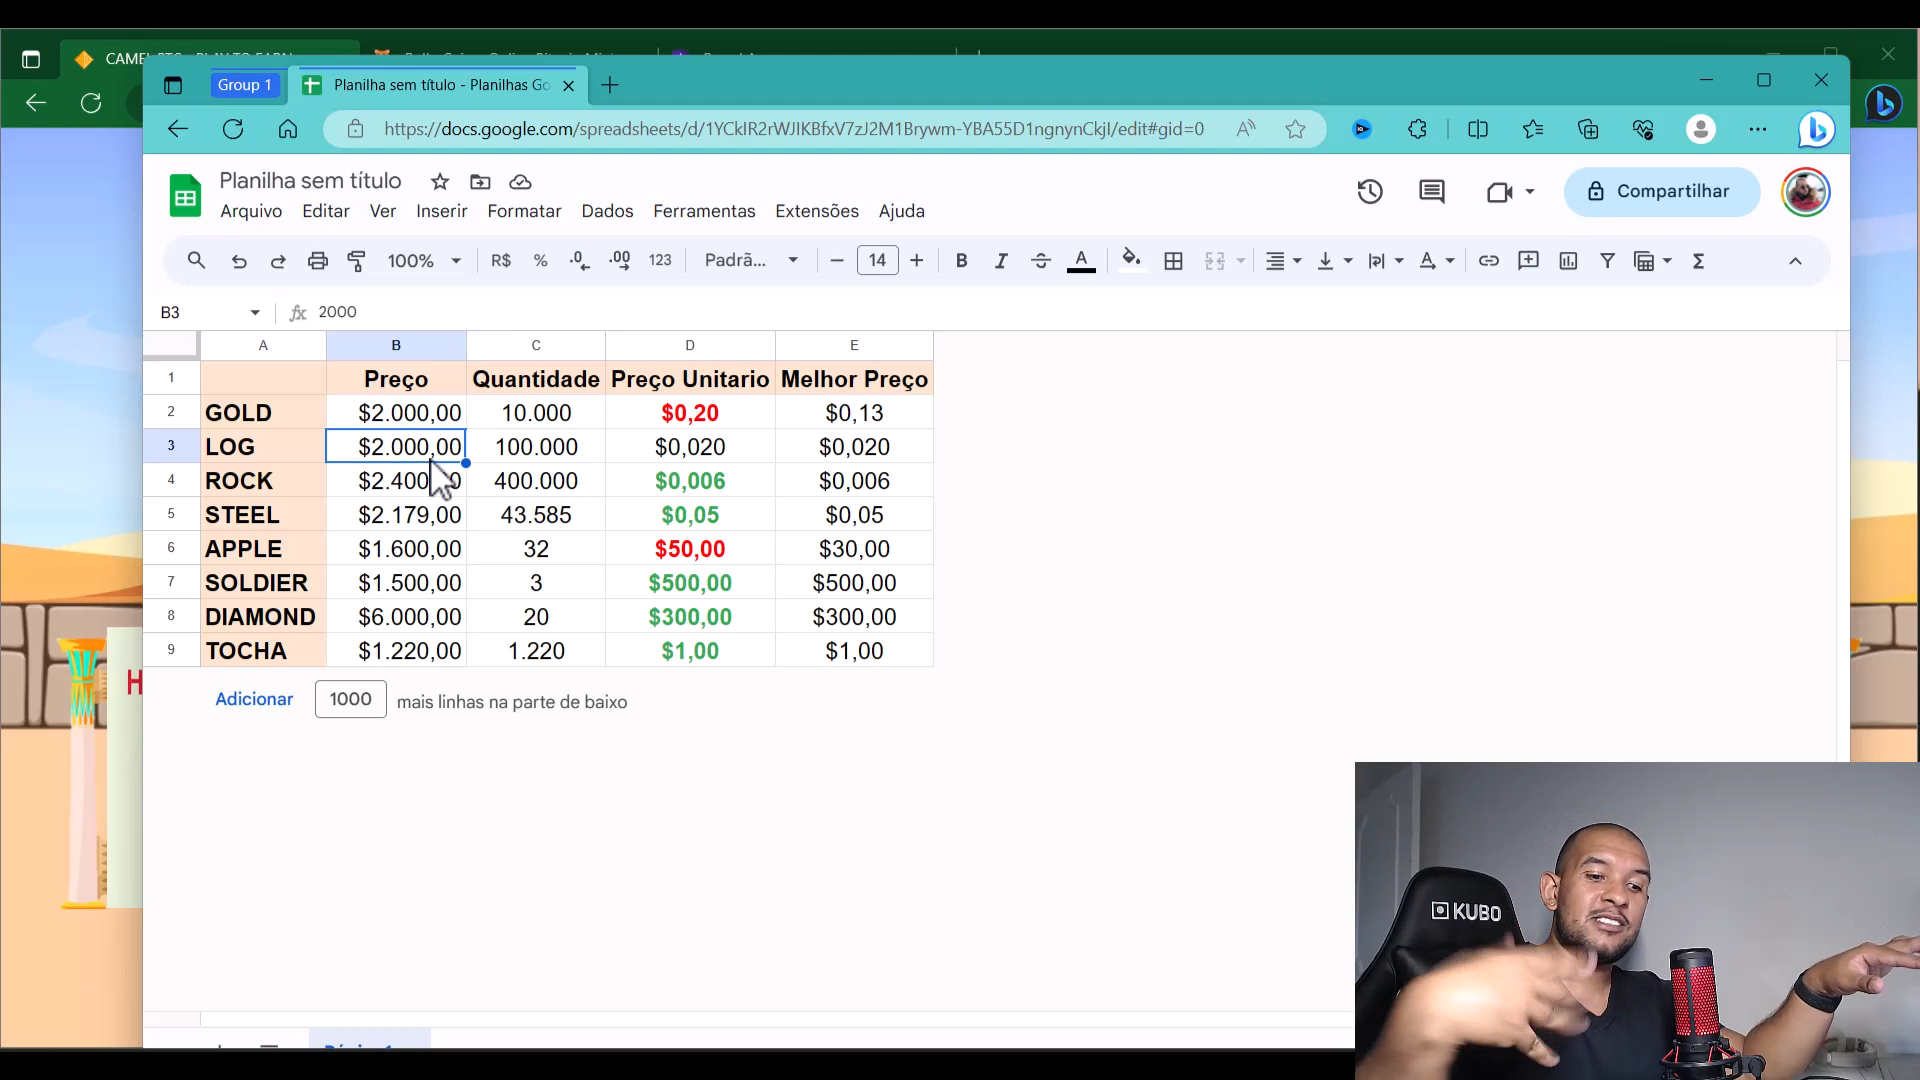 Group 1
Planilha sem título - Planilhas Go
https://docs.google.com/spreadsheets/d/1YCkIR2rWJIKBfxV7zJ2M1Brywm-YBA55D1ngnynCkjI/edit#gid=0
Planilha sem título
Arquivo Editar Ver Inserir Formatar Dados Ferramentas Extensões Ajuda
Compartilhar
100% R$ % .0 .00 123 Padrã... 14 B I A
B3 fx 2000
A B C D E
1 Preço Quantidade Preço Unitario Melhor Preço
2 GOLD $2.000,00 10.000 $0,20 $0,13
3 LOG $2.000,00 100.000 $0,020 $0,020
4 ROCK $2.400 0 400.000 $0,006 $0,006
5 STEEL $2.179,00 43.585 $0,05 $0,05
6 APPLE $1.600,00 32 $50,00 $30,00
7 SOLDIER $1.500,00 3 $500,00 $500,00
8 DIAMOND $6.000,00 20 $300,00 $300,00
9 TOCHA $1.220,00 1.220 $1,00 $1,00
Adicionar 1000 mais linhas na parte de baixo
H
KUBO